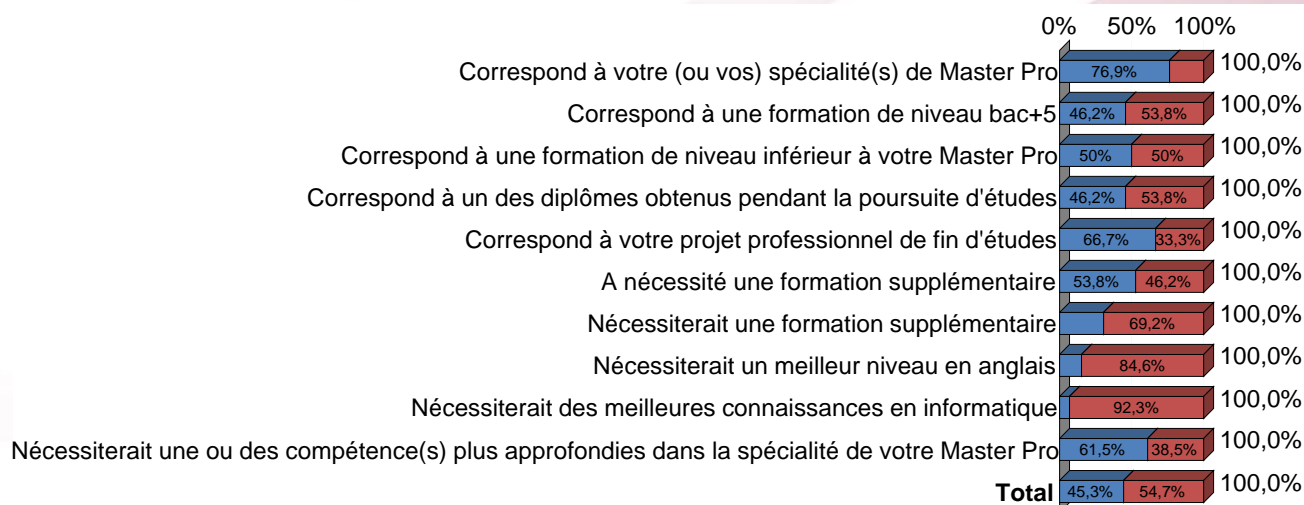 0% 50% 100%
Correspond à votre (ou vos) spécialité(s) de Master Pro 76,9% 100,0%
Correspond à une formation de niveau bac+5 46,2% 53,8% 100,0%
Correspond à une formation de niveau inférieur à votre Master Pro 50% 50% 100,0%
Correspond à un des diplômes obtenus pendant la poursuite d'études 46,2% 53,8% 100,0%
Correspond à votre projet professionnel de fin d'études 66,7% 33,3% 100,0%
A nécessité une formation supplémentaire 53,8% 46,2% 100,0%
Nécessiterait une formation supplémentaire 69,2% 100,0%
Nécessiterait un meilleur niveau en anglais 84,6% 100,0%
Nécessiterait des meilleures connaissances en informatique 92,3% 100,0%
Nécessiterait une ou des compétence(s) plus approfondies dans la spécialité de votre Master Pro 61,5% 38,5% 100,0%
Total 45,3% 54,7% 100,0%